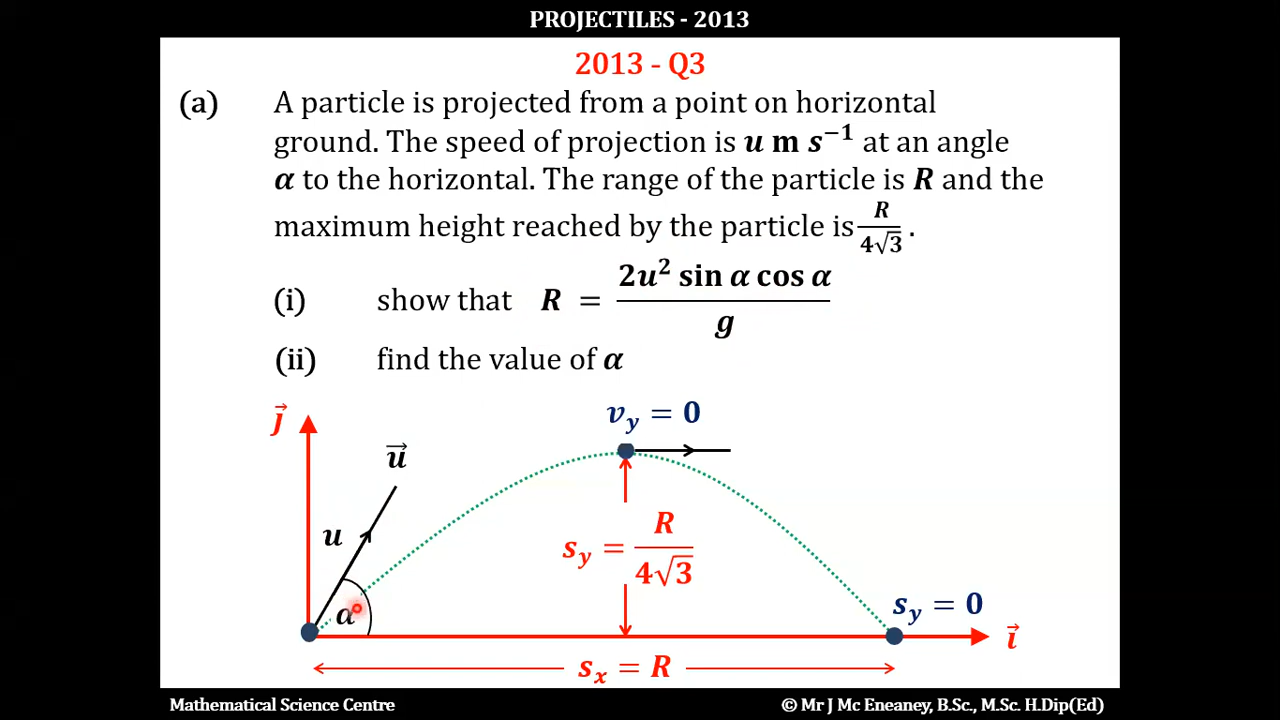 PROJECTILES - 2013
2013 - Q3
(a) A particle is projected from a point on horizontal
ground. The speed of projection is u m s⁻¹ at an angle
α to the horizontal. The range of the particle is R and the
maximum height reached by the particle is R/4√3 .
(i) show that R = 2u² sin α cos α / g
(ii) find the value of α
j⃗
v_y = 0
u⃗
u
s_y = R/4√3
α
s_y = 0
i⃗
s_x = R
Mathematical Science Centre
© Mr J Mc Eneaney, B.Sc., M.Sc. H.Dip(Ed)